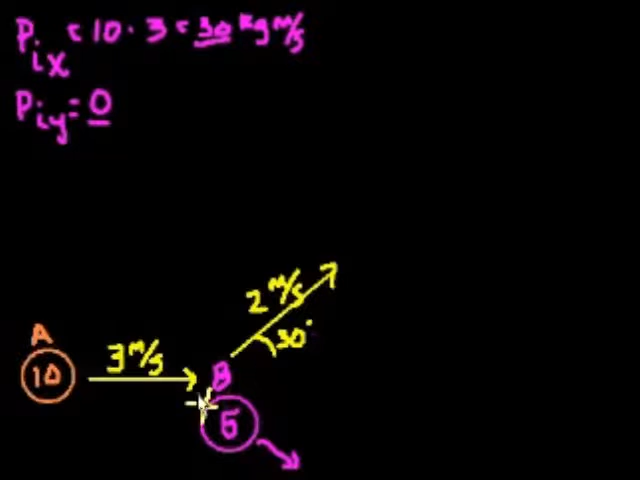 Pix = 10 · 3 = 30 kg m/s
Piy = 0
2 m/s
30°
A
3 m/s
B
10
5